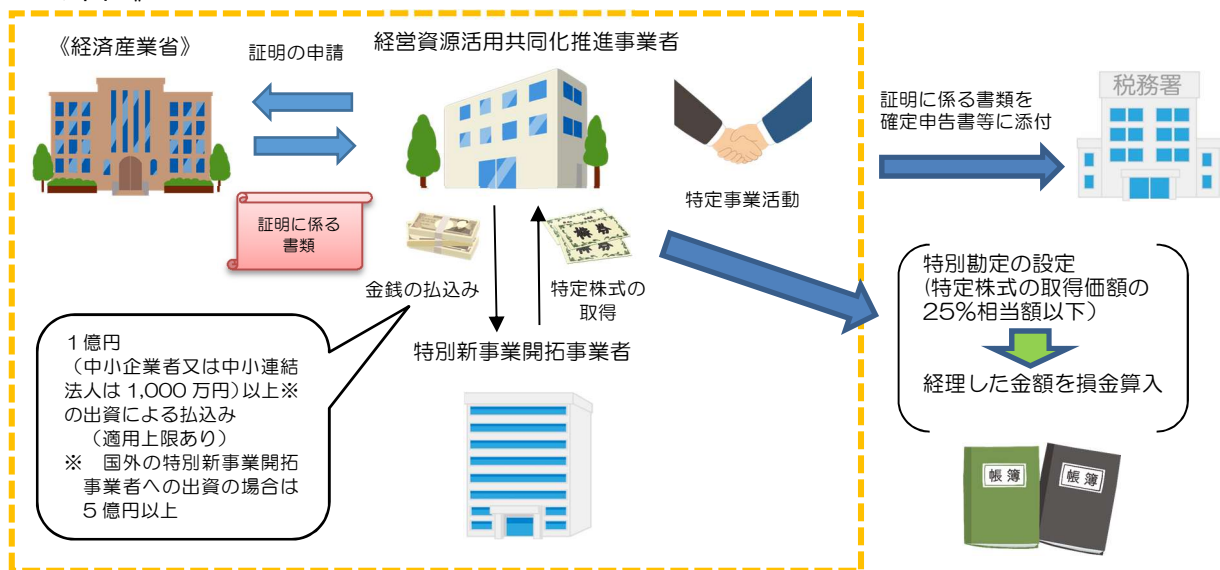 《経済産業省》
証明の申請
経営資源活用共同化推進事業者
証明に係る
書類
特定事業活動
金銭の払込み
特定株式の
取得
特別新事業開拓事業者
1億円
（中小企業者又は中小連結
法人は 1,000 万円）以上※
の出資による払込み
（適用上限あり）
※　国外の特別新事業開拓
事業者への出資の場合は
5億円以上
証明に係る書類を
確定申告書等に添付
税務署
特別勘定の設定
(特定株式の取得価額の
25%相当額以下）
経理した金額を損金算入
帳簿
帳簿